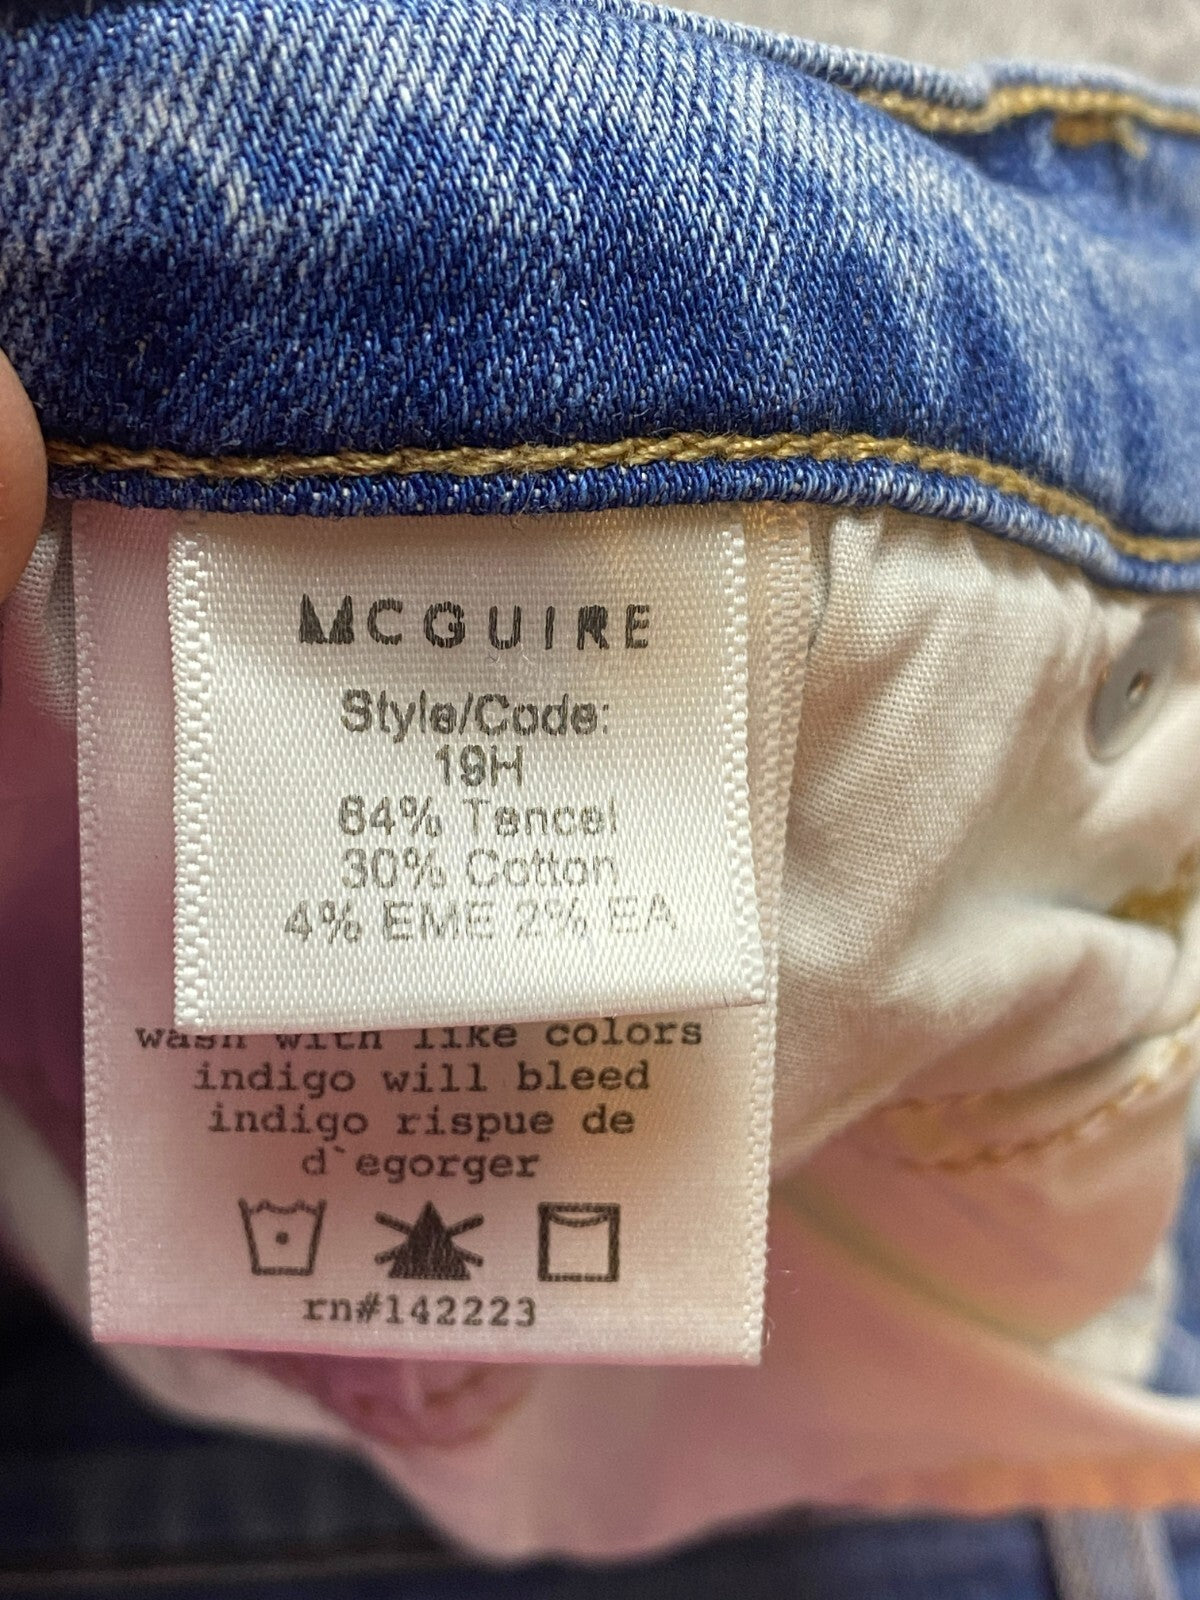 MCGUIRE
Style/Code:
19H
64% Tencel
30% Cotton
4% EME 2% EA
wash with like colors
indigo will bleed
indigo rispue de
d`egorger
rn#142223